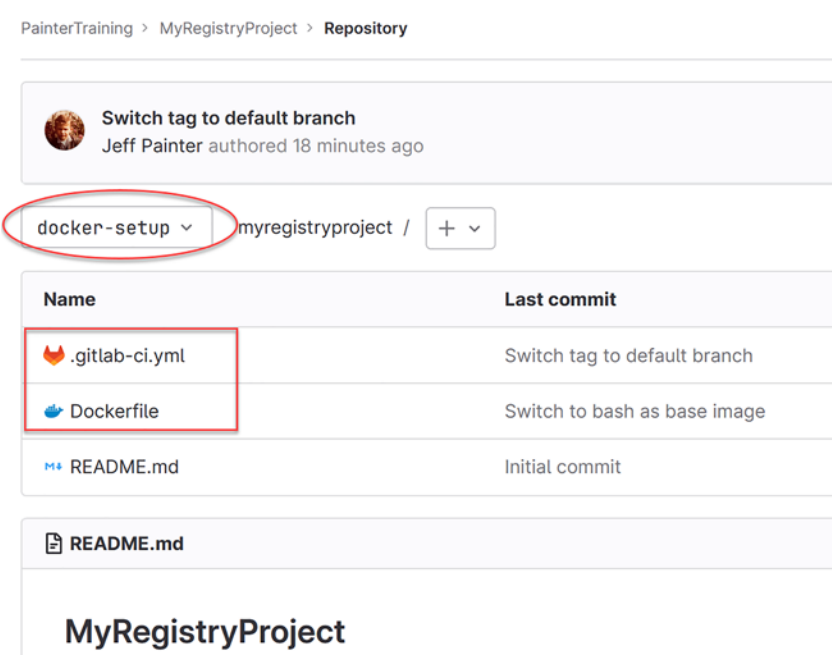 PainterTraining > MyRegistryProject > Repository
Switch tag to default branch
Jeff Painter authored 18 minutes ago
docker-setup myregistryproject / +
Name Last commit
.gitlab-ci.yml Switch tag to default branch
Dockerfile Switch to bash as base image
README.md Initial commit
README.md
MyRegistryProject